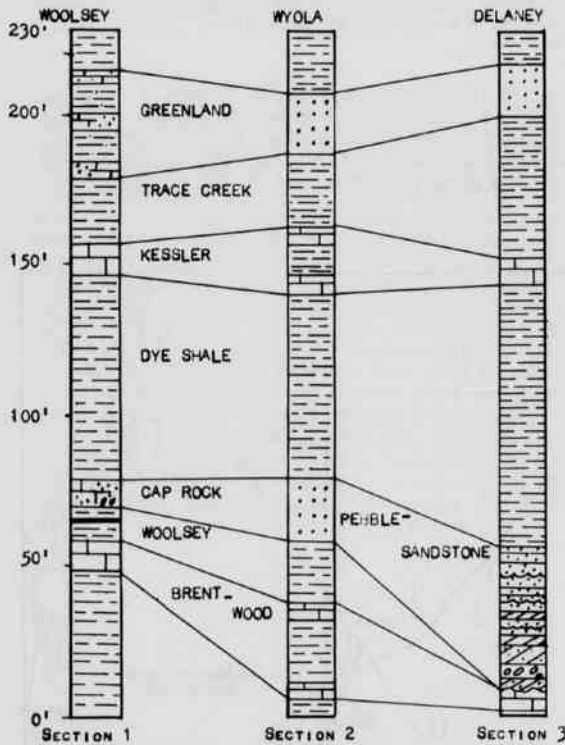 WOOLSEY WYOLA DELANEY
230'
200'
GREENLAND
TRACE CREEK
KESSLER
150'
DYE SHALE
100'
CAP ROCK
PEHBLE-
WOOLSEY
SANDSTONE
50'
BRENT-
WOOD
0'
SECTION 1 SECTION 2 SECTION 3